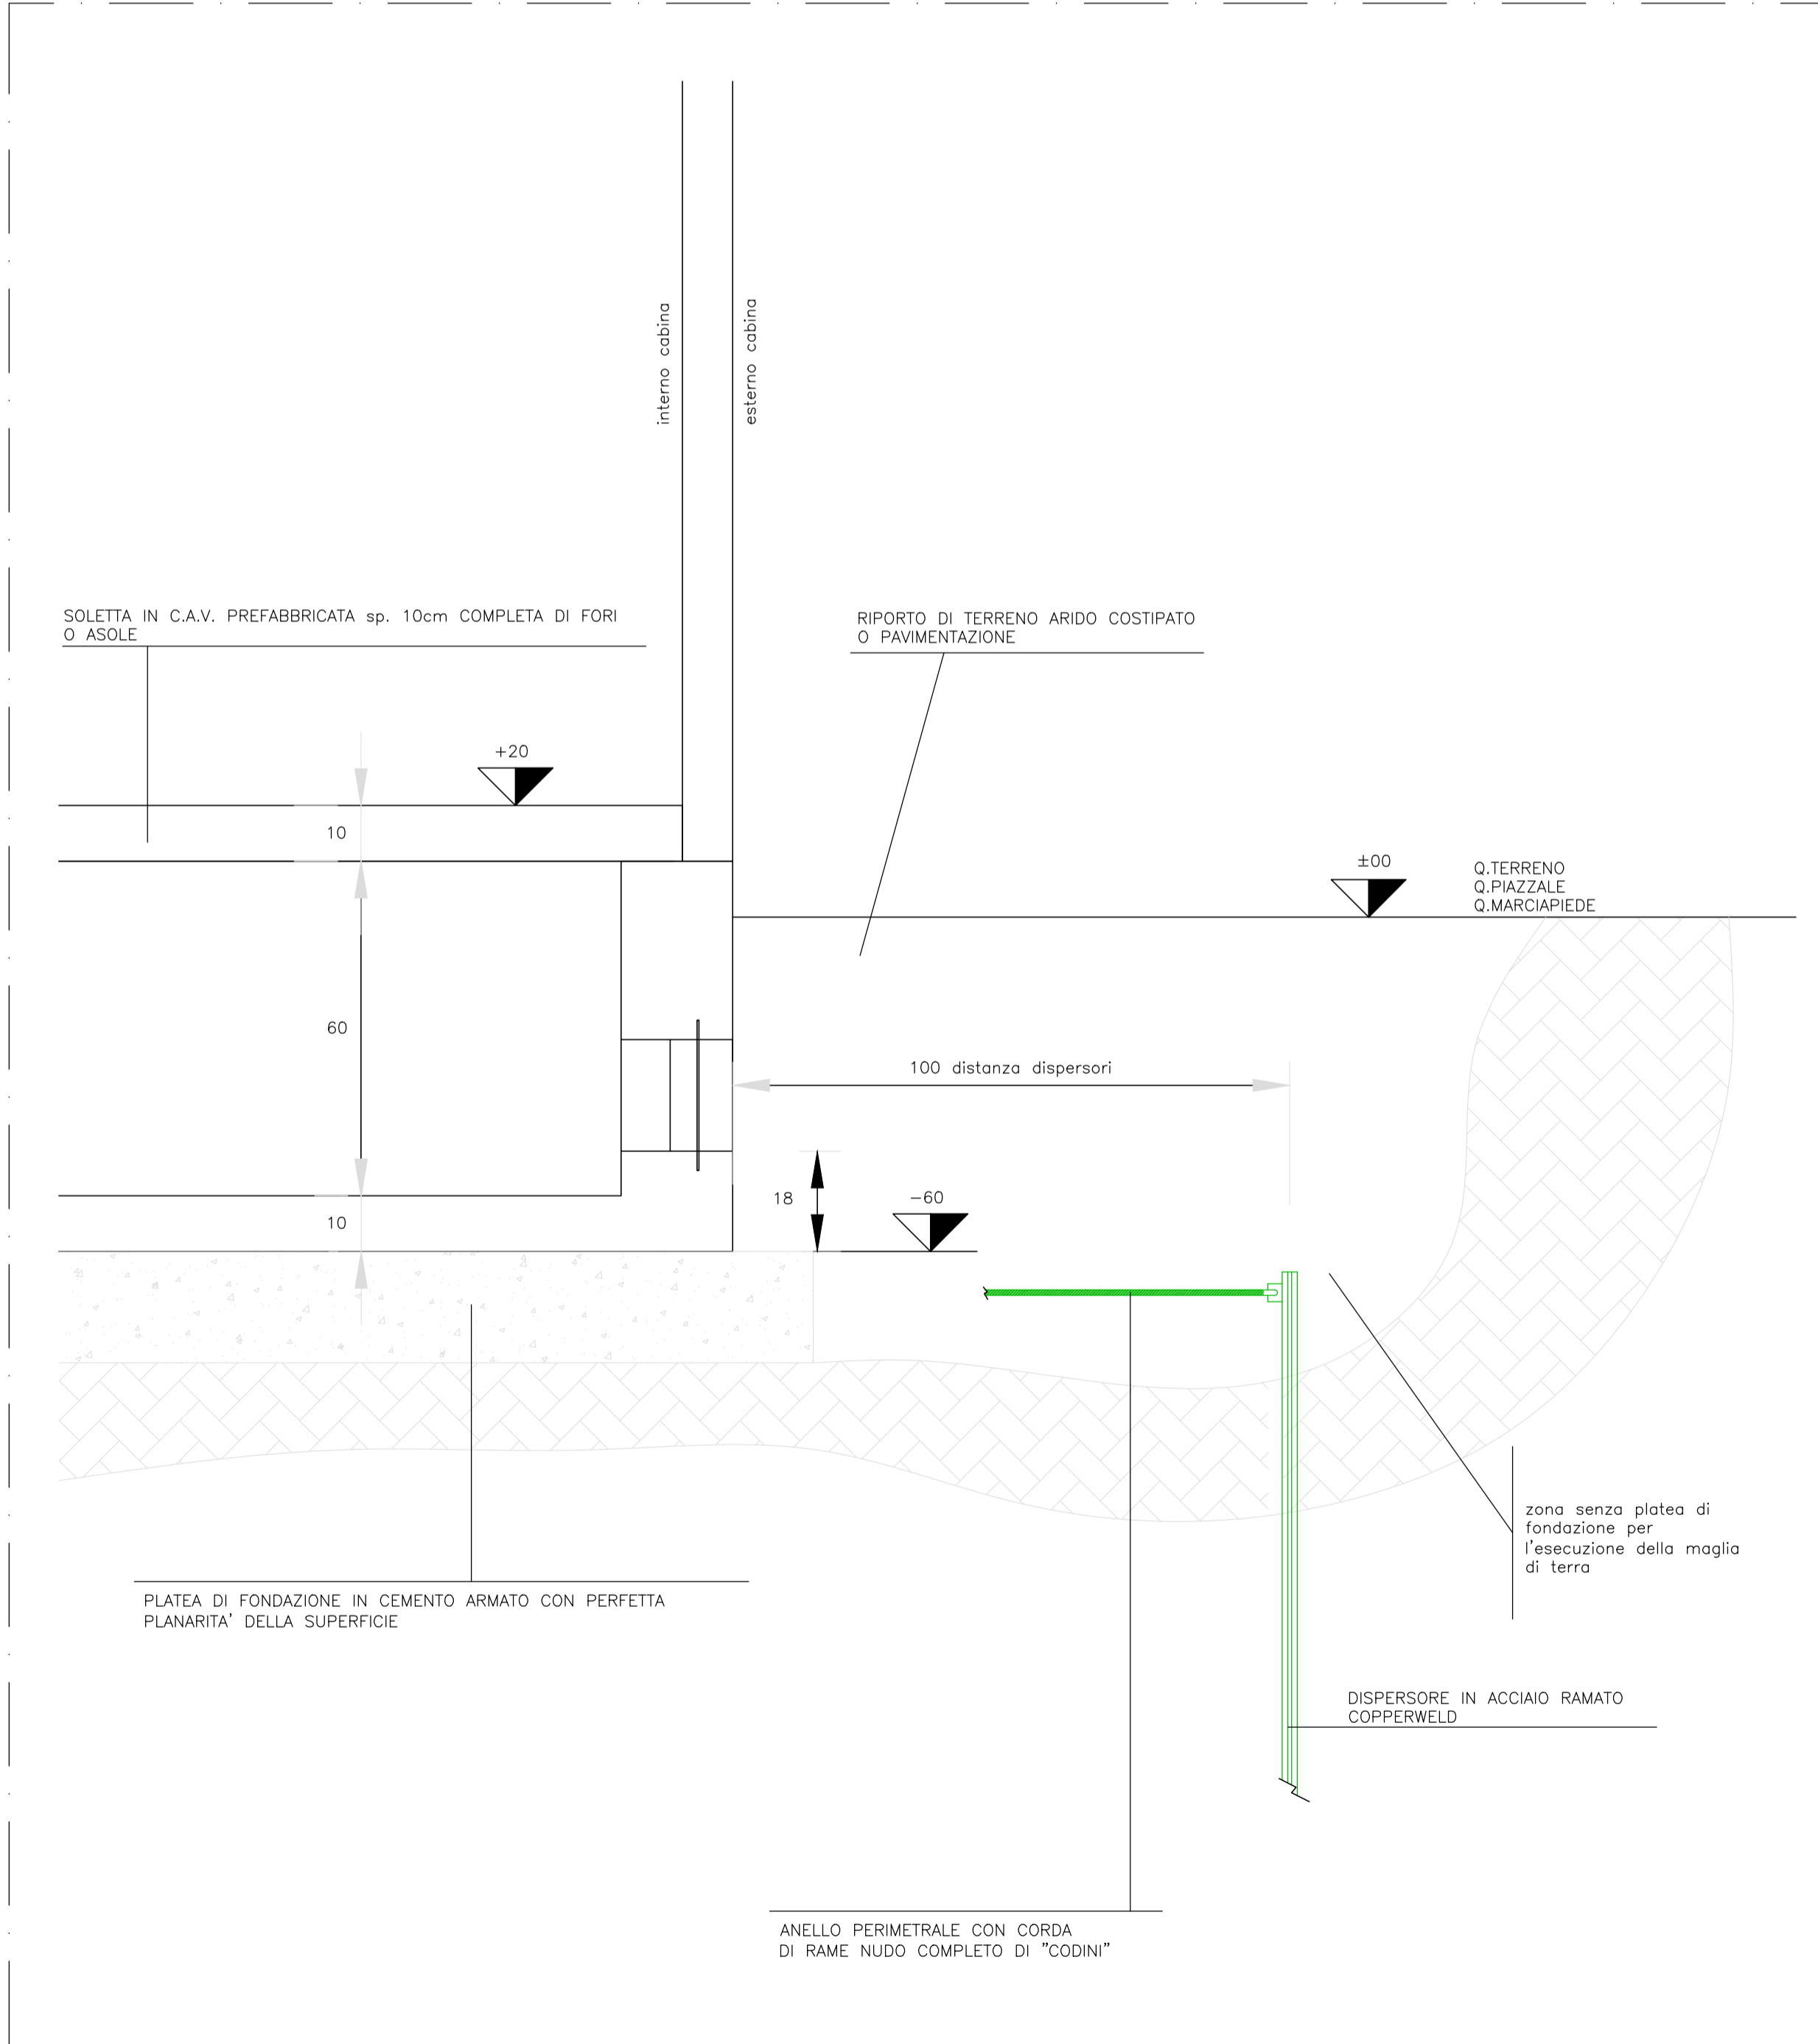 interno cabina
esterno cabina
SOLETTA IN C.A.V. PREFABBRICATA sp. 10cm COMPLETA DI FORI
O ASOLE
RIPORTO DI TERRENO ARIDO COSTIPATO
O PAVIMENTAZIONE
+20
10
±00
Q.TERRENO
Q.PIAZZALE
Q.MARCIAPIEDE
60
100 distanza dispersori
18
-60
10
zona senza platea di
fondazione per
l'esecuzione della maglia
di terra
PLATEA DI FONDAZIONE IN CEMENTO ARMATO CON PERFETTA
PLANARITA' DELLA SUPERFICIE
DISPERSORE IN ACCIAIO RAMATO
COPPERWELD
ANELLO PERIMETRALE CON CORDA
DI RAME NUDO COMPLETO DI "CODINI"